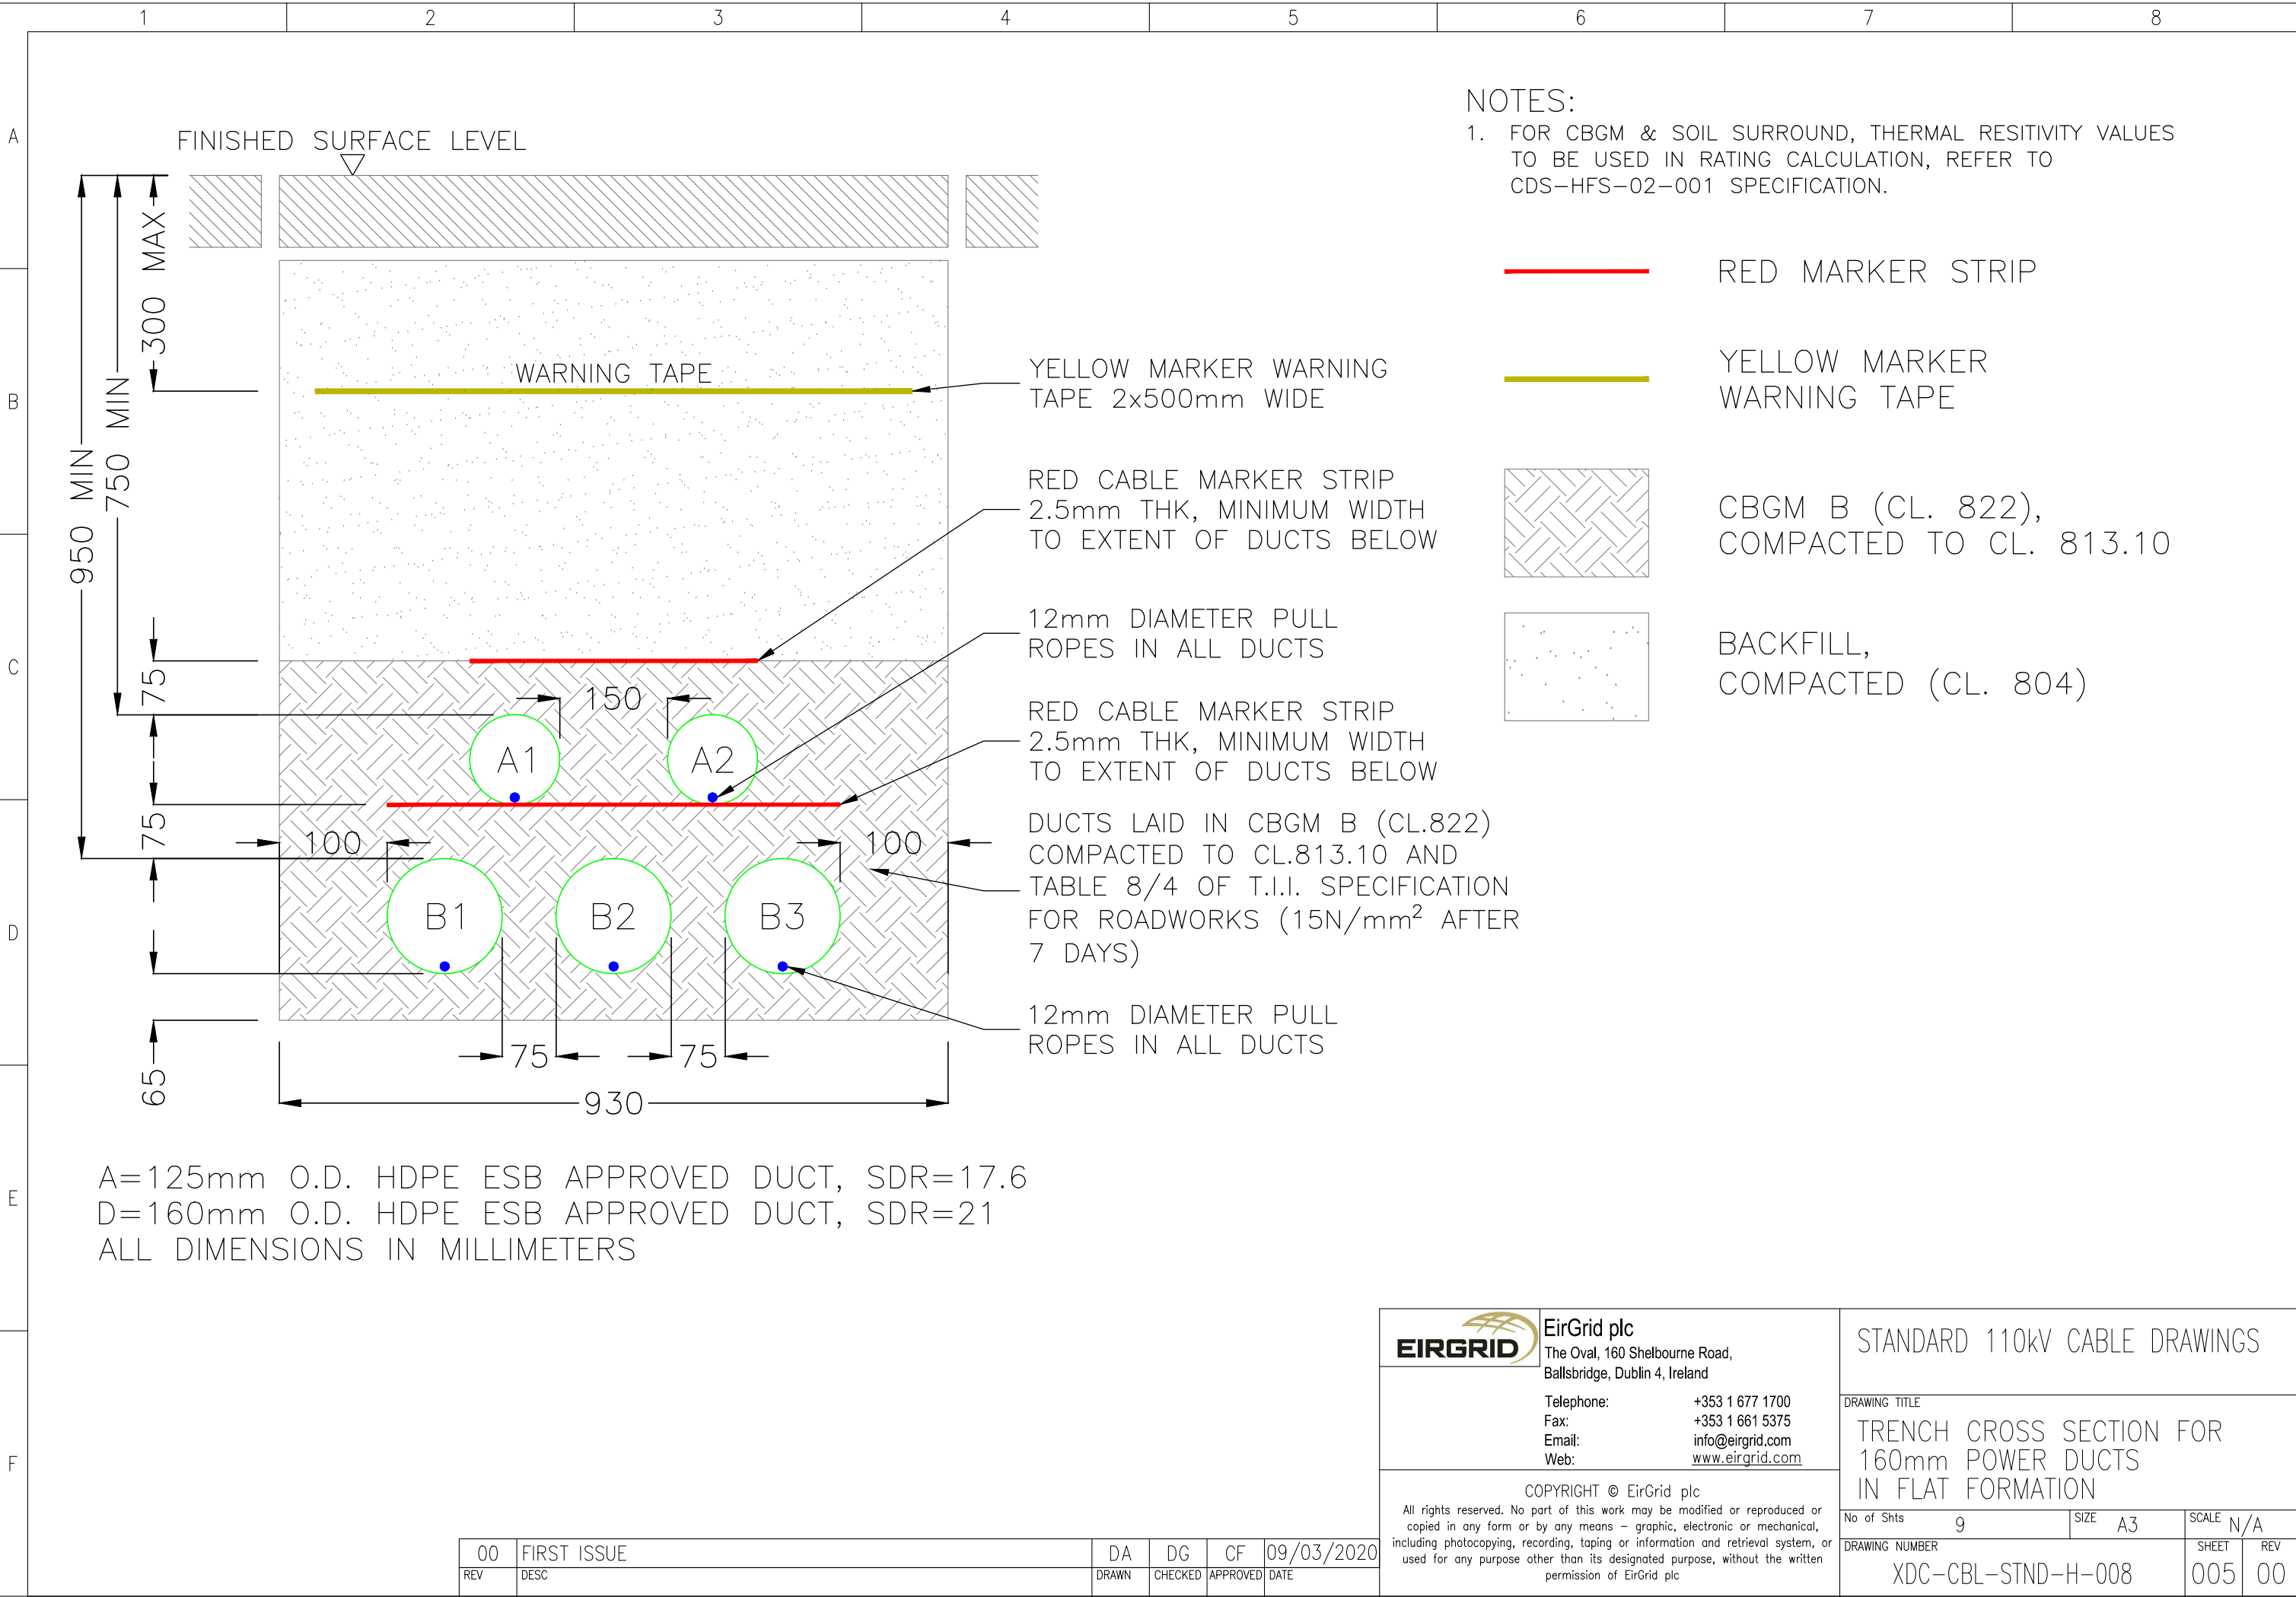 1 2 3 4 5 6 7 8
A
B
C
D
E
F
FINISHED SURFACE LEVEL
300 MAX
750 MIN
950 MIN
WARNING TAPE
75
150
A1 A2
75
100 100
B1 B2 B3
75 75
65
930
YELLOW MARKER WARNING
TAPE 2x500mm WIDE
RED CABLE MARKER STRIP
2.5mm THK, MINIMUM WIDTH
TO EXTENT OF DUCTS BELOW
12mm DIAMETER PULL
ROPES IN ALL DUCTS
RED CABLE MARKER STRIP
2.5mm THK, MINIMUM WIDTH
TO EXTENT OF DUCTS BELOW
DUCTS LAID IN CBGM B (CL.822)
COMPACTED TO CL.813.10 AND
TABLE 8/4 OF T.I.I. SPECIFICATION
FOR ROADWORKS (15N/mm² AFTER
7 DAYS)
12mm DIAMETER PULL
ROPES IN ALL DUCTS
NOTES:
1. FOR CBGM & SOIL SURROUND, THERMAL RESITIVITY VALUES
TO BE USED IN RATING CALCULATION, REFER TO
CDS-HFS-02-001 SPECIFICATION.
RED MARKER STRIP
YELLOW MARKER
WARNING TAPE
CBGM B (CL. 822),
COMPACTED TO CL. 813.10
BACKFILL,
COMPACTED (CL. 804)
A=125mm O.D. HDPE ESB APPROVED DUCT, SDR=17.6
D=160mm O.D. HDPE ESB APPROVED DUCT, SDR=21
ALL DIMENSIONS IN MILLIMETERS
00 FIRST ISSUE DA DG CF 09/03/2020
REV DESC DRAWN CHECKED APPROVED DATE
EIRGRID
EirGrid plc
The Oval, 160 Shelbourne Road,
Ballsbridge, Dublin 4, Ireland
Telephone: +353 1 677 1700
Fax: +353 1 661 5375
Email: info@eirgrid.com
Web: www.eirgrid.com
COPYRIGHT © EirGrid plc
All rights reserved. No part of this work may be modified or reproduced or
copied in any form or by any means – graphic, electronic or mechanical,
including photocopying, recording, taping or information and retrieval system, or
used for any purpose other than its designated purpose, without the written
permission of EirGrid plc
STANDARD 110kV CABLE DRAWINGS
DRAWING TITLE
TRENCH CROSS SECTION FOR
160mm POWER DUCTS
IN FLAT FORMATION
No of Shts 9 SIZE A3 SCALE N/A
DRAWING NUMBER SHEET REV
XDC-CBL-STND-H-008 005 00